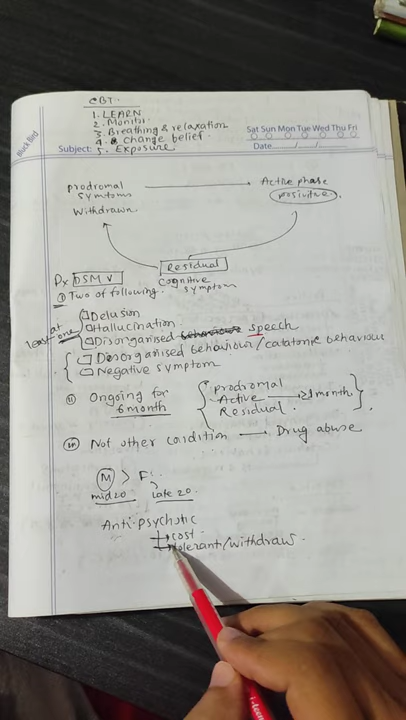 CBT.
1. LEARN
2. Monitor
3. Breathing & relaxation
4. Change belief.
5. Exposure
Black Bird
Sat Sun Mon Tue Wed Thu Fri
Subject:
Date / /
prodromal symptoms
Withdrawn
Active phase
positive.
Residual
Cognitive symptom
Dx DSM V
① Two of following.
at least one
Delusion
Hallucination
Disorganised speech
Disorganised behaviour/catatonic behaviour
Negative symptom
② Ongoing for 6 month
prodromal
Active → ≥1 month
Residual.
③ Not other condition → Drug abuse
M > F
mid 20 late 20
Anti-psychotic
→ cost
→ tolerant/withdraw.